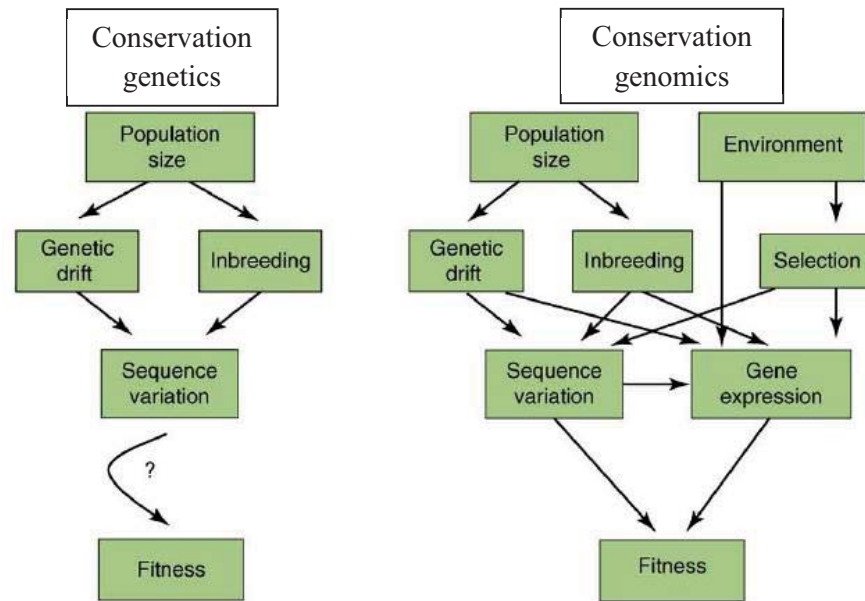 Conservation
genetics
Population
size
Genetic
drift
Inbreeding
Sequence
variation
?
Fitness
Conservation
genomics
Population
size
Environment
Genetic
drift
Inbreeding
Selection
Sequence
variation
Gene
expression
Fitness